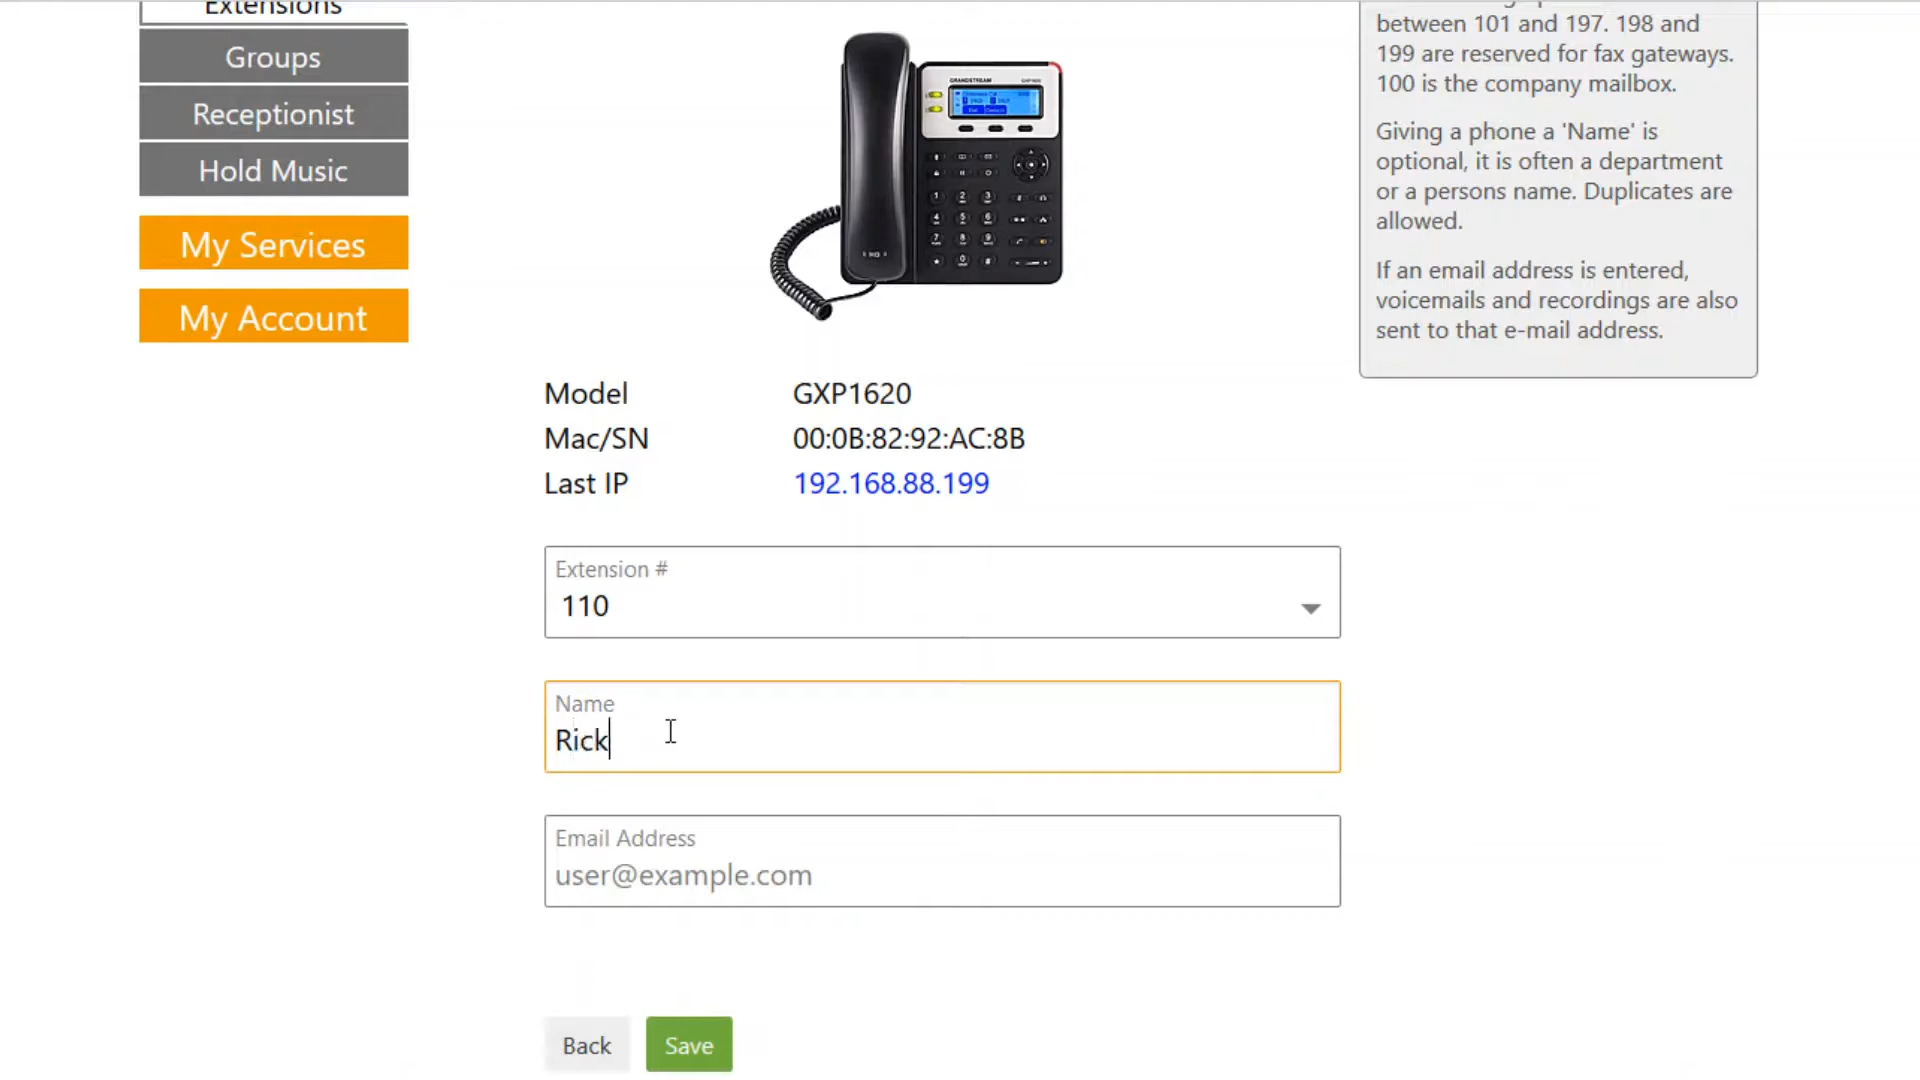 Extensions
Groups
Receptionist
Hold Music
My Services
My Account
GRANDSTREAM
between 101 and 197. 198 and
199 are reserved for fax gateways.
100 is the company mailbox.
Giving a phone a 'Name' is
optional, it is often a department
or a persons name. Duplicates are
allowed.
If an email address is entered,
voicemails and recordings are also
sent to that e-mail address.
Model GXP1620
Mac/SN 00:0B:82:92:AC:8B
Last IP 192.168.88.199
Extension #
110
Name
Rick
Email Address
user@example.com
Back Save